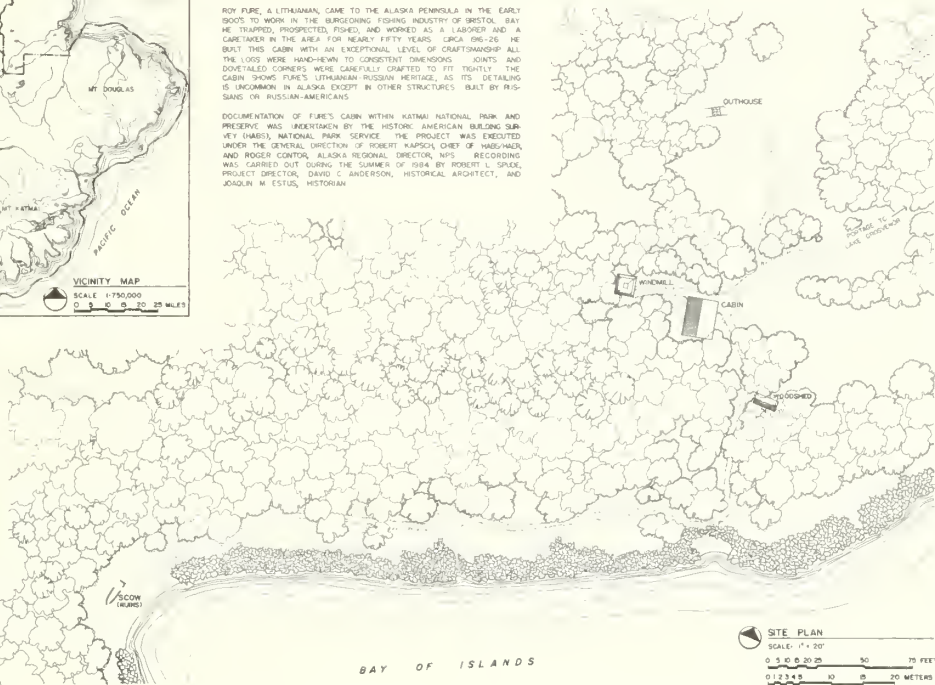 ROY FURE, A LITHUANIAN, CAME TO THE ALASKA PENINSULA IN THE EARLY
1900'S TO WORK IN THE BURGEONING FISHING INDUSTRY OF BRISTOL BAY
HE TRAPPED, PROSPECTED, FISHED, AND WORKED AS A LABORER AND A
CARETAKER IN THE AREA FOR NEARLY FIFTY YEARS CIRCA 1916-26 HE
BUILT THIS CABIN WITH AN EXCEPTIONAL LEVEL OF CRAFTSMANSHIP ALL
THE LOGS WERE HAND-HEWN TO CONSISTENT DIMENSIONS JOINTS AND
DOVETAILED CORNERS WERE CAREFULLY CRAFTED TO FIT TIGHTLY THE
CABIN SHOWS FURE'S LITHUANIAN-RUSSIAN HERITAGE, AS ITS DETAILING
IS UNCOMMON IN ALASKA EXCEPT IN OTHER STRUCTURES BUILT BY RUS-
SIANS OR RUSSIAN-AMERICANS
DOCUMENTATION OF FURE'S CABIN WITHIN KATMAI NATIONAL PARK AND
PRESERVE WAS UNDERTAKEN BY THE HISTORIC AMERICAN BUILDING SUR-
VEY (HABS), NATIONAL PARK SERVICE THE PROJECT WAS EXECUTED
UNDER THE GENERAL DIRECTION OF ROBERT KAPSCH, CHIEF OF HABS/HAER,
AND ROGER CONTOR, ALASKA REGIONAL DIRECTOR, NPS RECORDING
WAS CARRIED OUT DURING THE SUMMER OF 1984 BY ROBERT L SPUDE,
PROJECT DIRECTOR, DAVID C ANDERSON, HISTORICAL ARCHITECT, AND
JOAQLIN M ESTUS, HISTORIAN
MT DOUGLAS
MT KATMAI
PACIFIC OCEAN
VICINITY MAP
SCALE 1:750,000
0 5 10 15 20 25 MILES
OUTHOUSE
PORTAGE TO
LAKE GROSVENOR
WINDMILL
CABIN
WOODSHED
SCOW
(RUINS)
BAY OF ISLANDS
SITE PLAN
SCALE: 1" = 20'
0 5 10 15 20 25 50 75 FEET
0 1 2 3 4 5 10 15 20 METERS